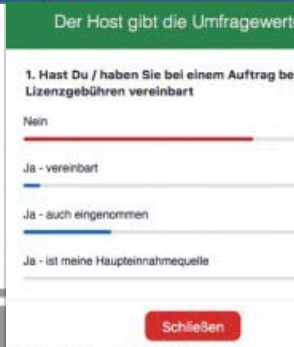 Der Host gibt die Umfragewerte
1. Hast Du / haben Sie bei einem Auftrag be
Lizenzgebühren vereinbart
Nein
Ja - vereinbart
Ja - auch eingenommen
Ja - ist meine Haupteinnahmequelle
Schließen